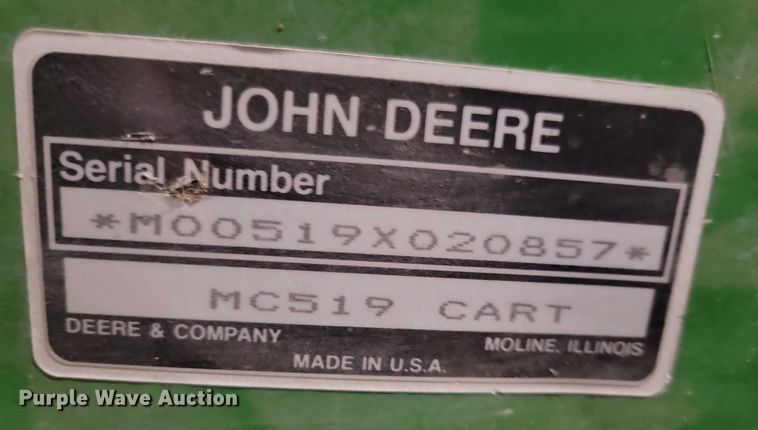 JOHN DEERE
Serial Number
*M00519X020857*
MC519 CART
DEERE & COMPANY
MOLINE, ILLINOIS
MADE IN U.S.A.
Purple Wave Auction